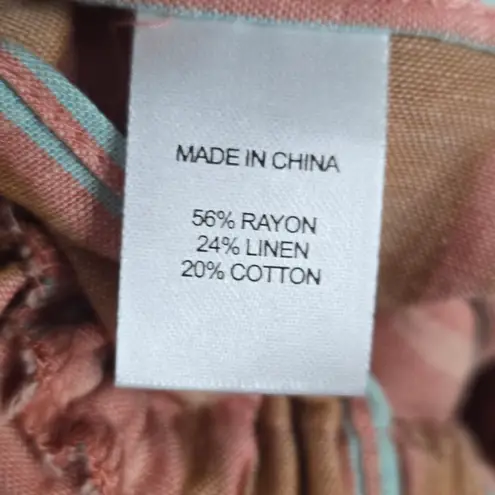 MADE IN CHINA
56% RAYON
24% LINEN
20% COTTON